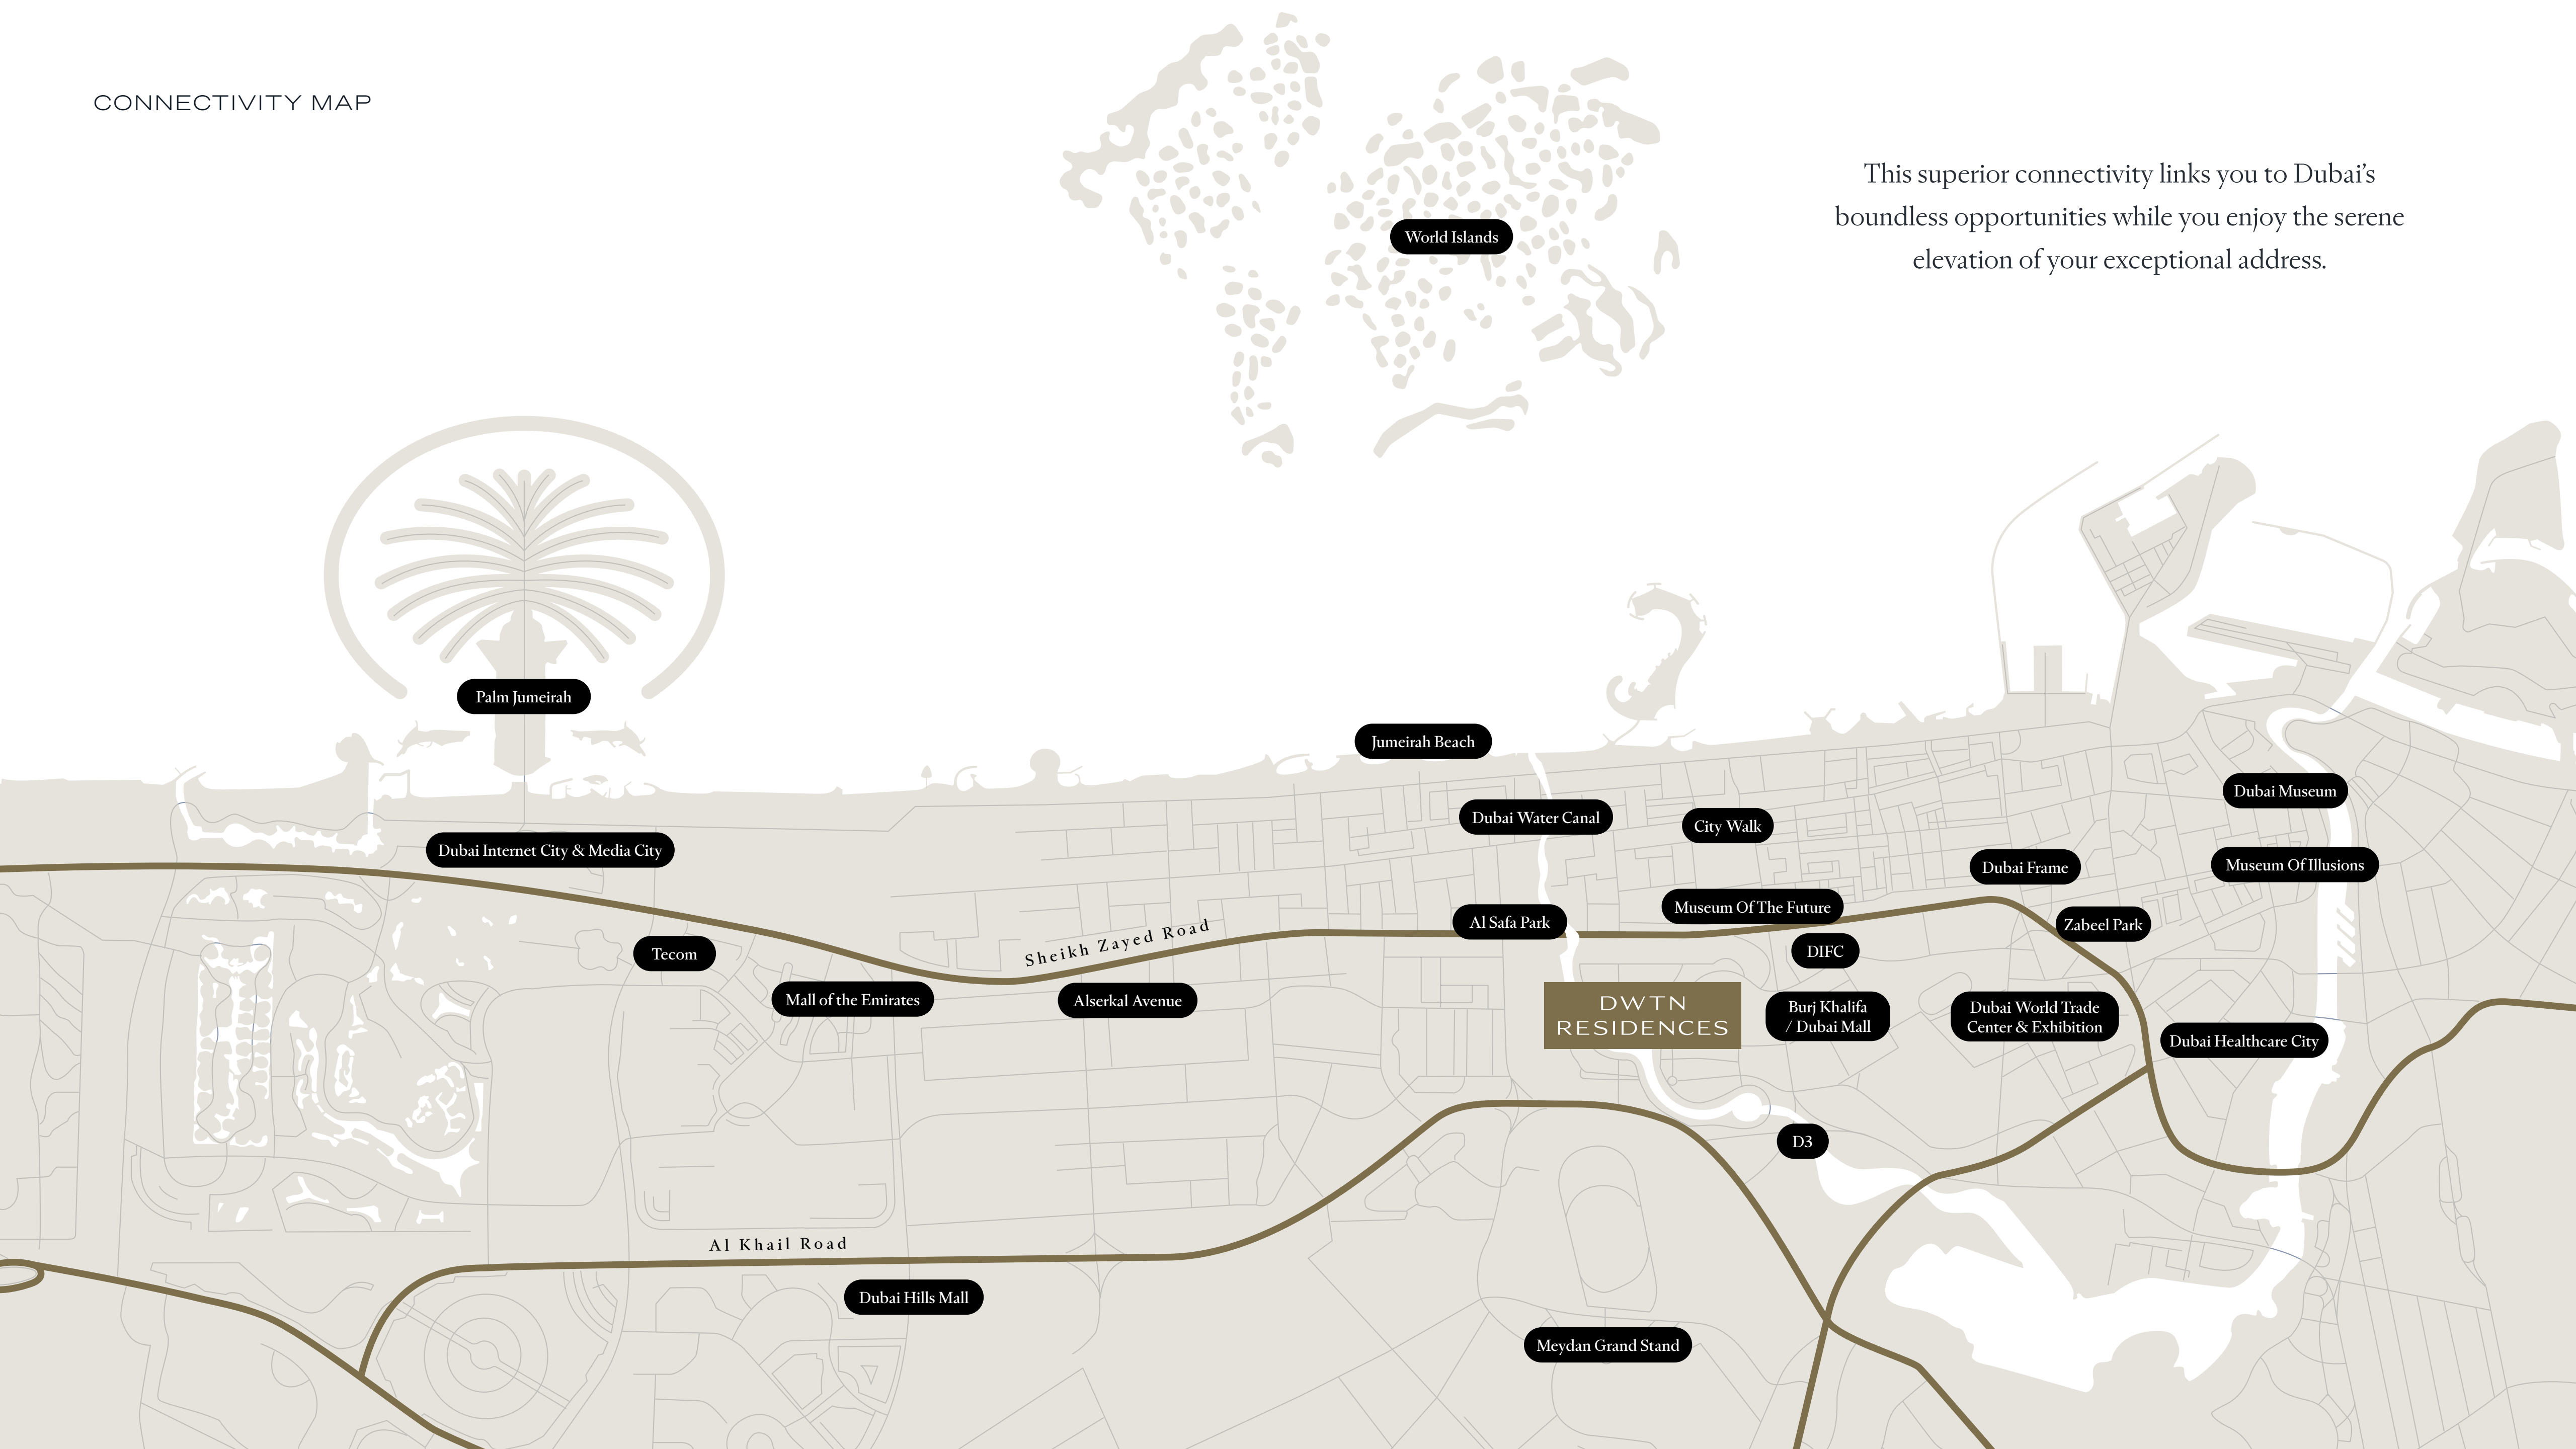 CONNECTIVITY MAP
This superior connectivity links you to Dubai’s
boundless opportunities while you enjoy the serene
elevation of your exceptional address.
World Islands
Palm Jumeirah
Jumeirah Beach
Dubai Museum
Dubai Water Canal
City Walk
Dubai Internet City & Media City
Museum Of Illusions
Dubai Frame
Museum Of The Future
Al Safa Park
Zabeel Park
Sheikh Zayed Road
Tecom
DIFC
Mall of the Emirates
Alserkal Avenue
DWTN
RESIDENCES
Burj Khalifa
/ Dubai Mall
Dubai World Trade
Center & Exhibition
Dubai Healthcare City
D3
Al Khail Road
Dubai Hills Mall
Meydan Grand Stand